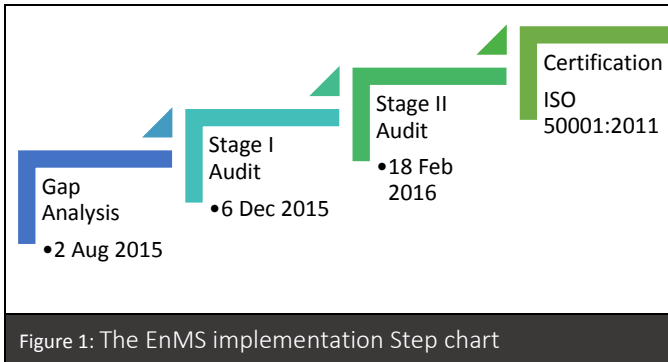 Gap
Analysis
•2 Aug 2015
Stage I
Audit
•6 Dec 2015
Stage II
Audit
•18 Feb
2016
Certification
ISO
50001:2011
Figure 1: The EnMS implementation Step chart